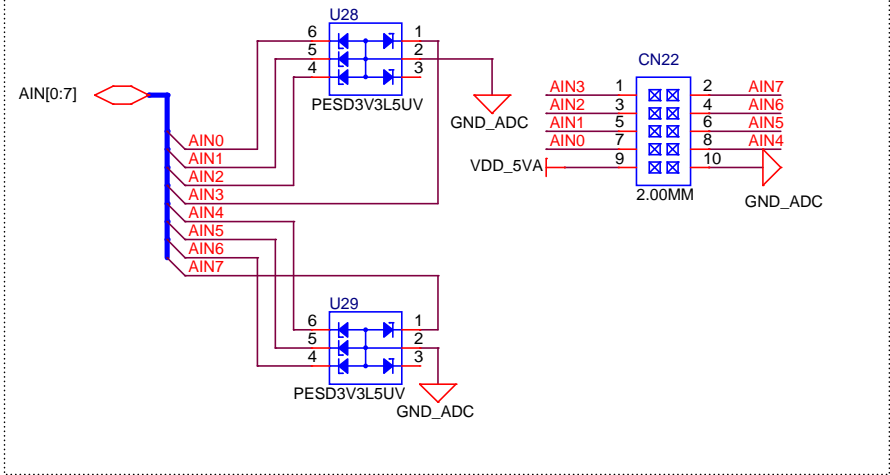 U28
6 1
5 2
4 3
PESD3V3L5UV
GND_ADC
AIN[0:7]
AIN0
AIN1
AIN2
AIN3
AIN4
AIN5
AIN6
AIN7
CN22
AIN3 1 2 AIN7
AIN2 3 4 AIN6
AIN1 5 6 AIN5
AIN0 7 8 AIN4
VDD_5VA 9 10
2.00MM
GND_ADC
U29
6 1
5 2
4 3
PESD3V3L5UV
GND_ADC